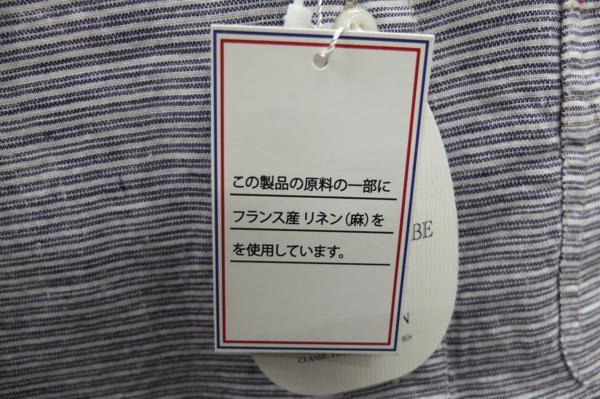 この製品の原料の一部に
フランス産リネン（麻）を
を使用しています。
BE
N